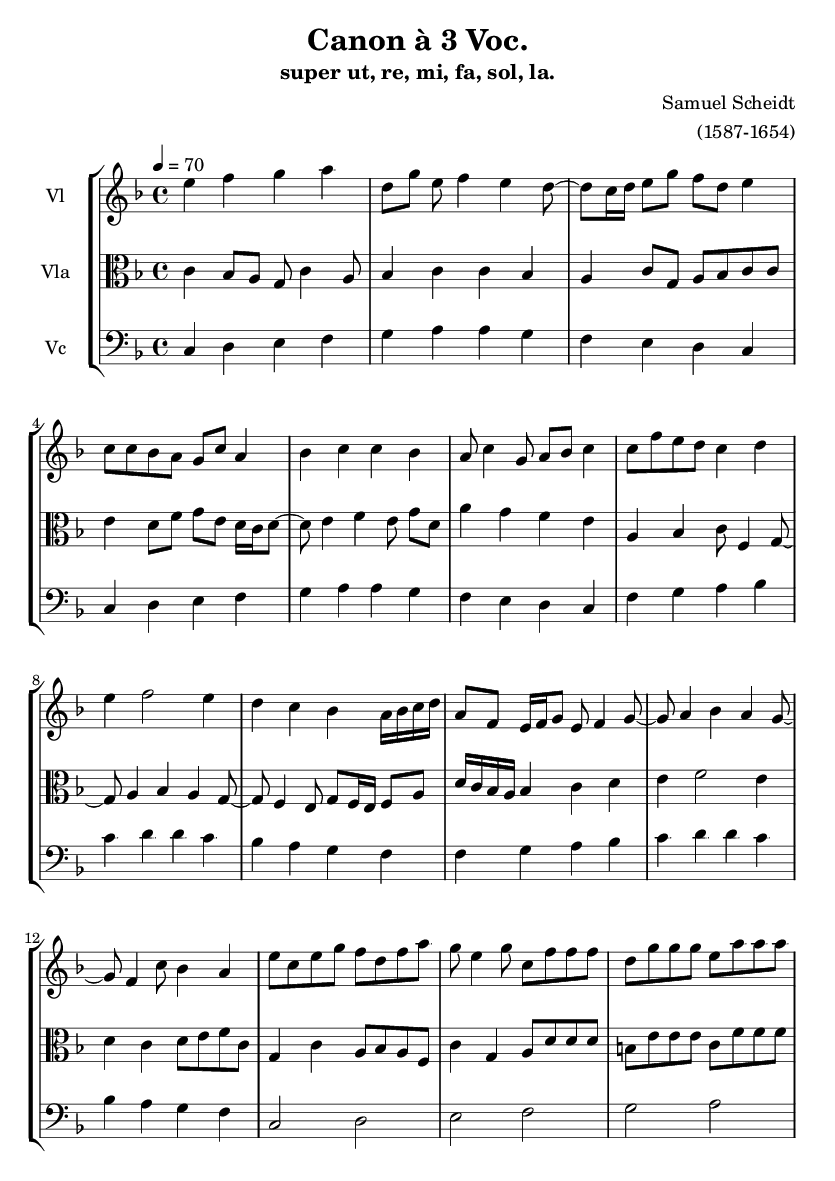 Canon à 3 Voc.
super ut, re, mi, fa, sol, la.
Samuel Scheidt
(1587-1654)
= 70
Vl
Vla
Vc
4
8
12